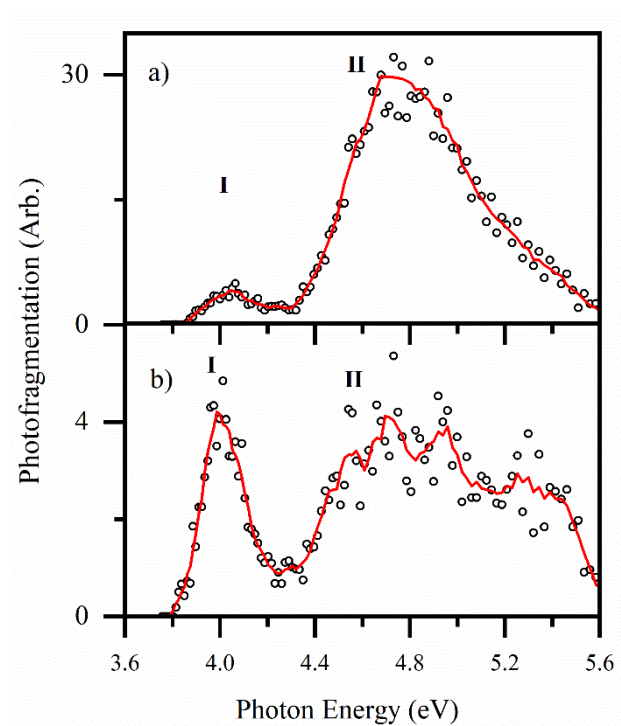 a)
II
I
30
0
Photofragmentation (Arb.)
b)
I
II
4
0
3.6 4.0 4.4 4.8 5.2 5.6
Photon Energy (eV)